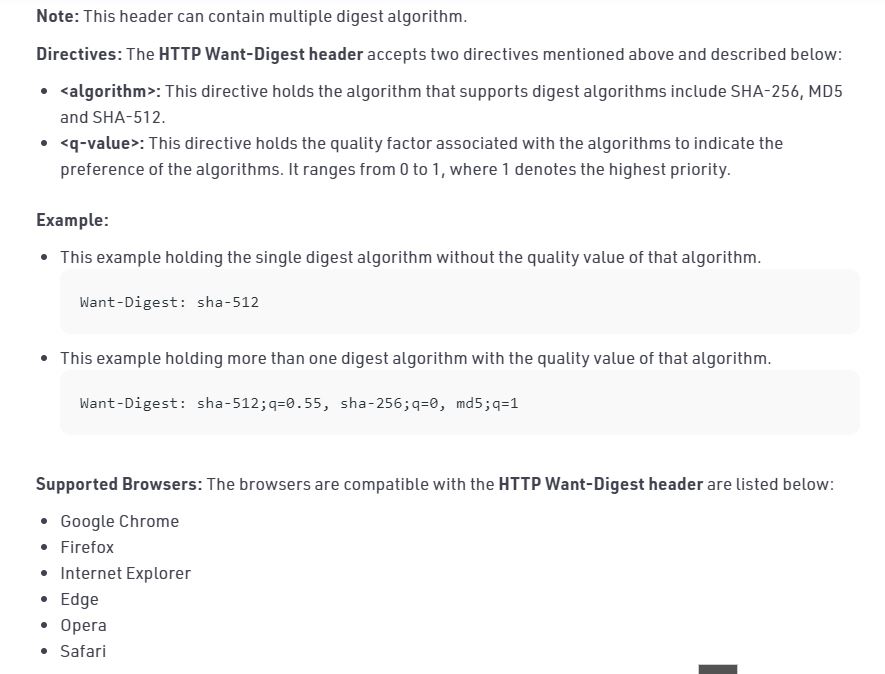 Note: This header can contain multiple digest algorithm.
Directives: The HTTP Want-Digest header accepts two directives mentioned above and described below:
• <algorithm>: This directive holds the algorithm that supports digest algorithms include SHA-256, MD5
and SHA-512.
• <q-value>: This directive holds the quality factor associated with the algorithms to indicate the
preference of the algorithms. It ranges from 0 to 1, where 1 denotes the highest priority.
Example:
• This example holding the single digest algorithm without the quality value of that algorithm.
Want-Digest: sha-512
• This example holding more than one digest algorithm with the quality value of that algorithm.
Want-Digest: sha-512;q=0.55, sha-256;q=0, md5;q=1
Supported Browsers: The browsers are compatible with the HTTP Want-Digest header are listed below:
• Google Chrome
• Firefox
• Internet Explorer
• Edge
• Opera
• Safari